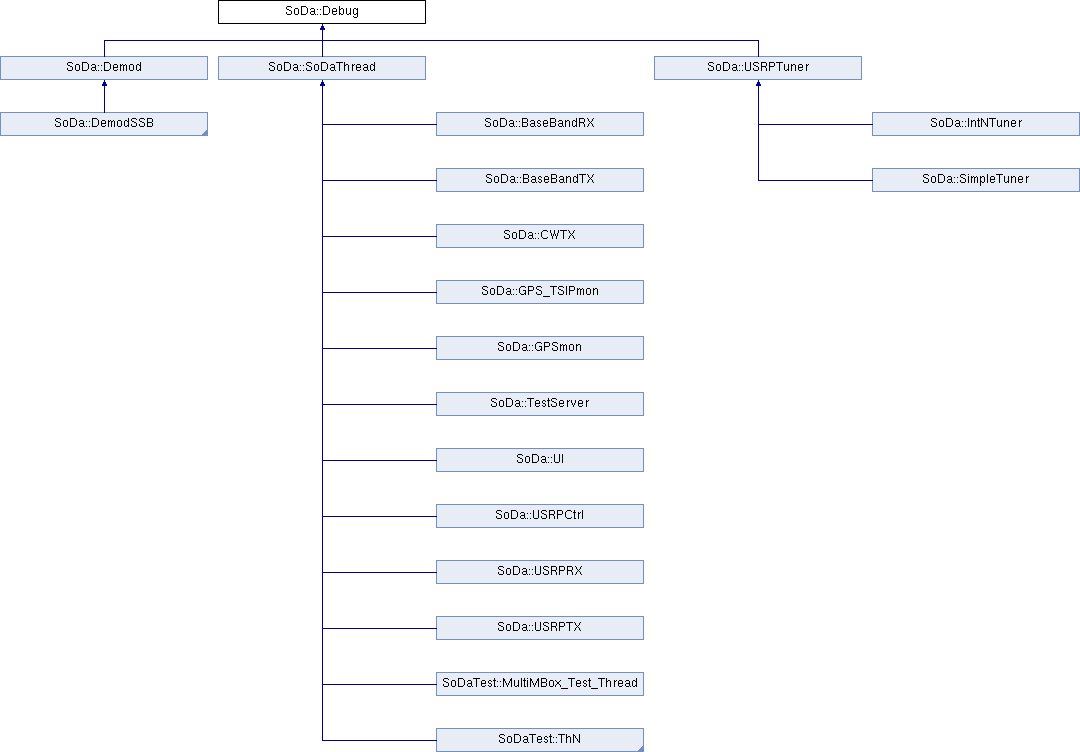 SoDa::Debug
SoDa::Demod
SoDa::SoDaThread
SoDa::USRPTuner
SoDa::DemodSSB
SoDa::BaseBandRX
SoDa::IntNTuner
SoDa::BaseBandTX
SoDa::SimpleTuner
SoDa::CWTX
SoDa::GPS_TSIPmon
SoDa::GPSmon
SoDa::TestServer
SoDa::UI
SoDa::USRPCtrl
SoDa::USRPRX
SoDa::USRPTX
SoDaTest::MultiMBox_Test_Thread
SoDaTest::ThN